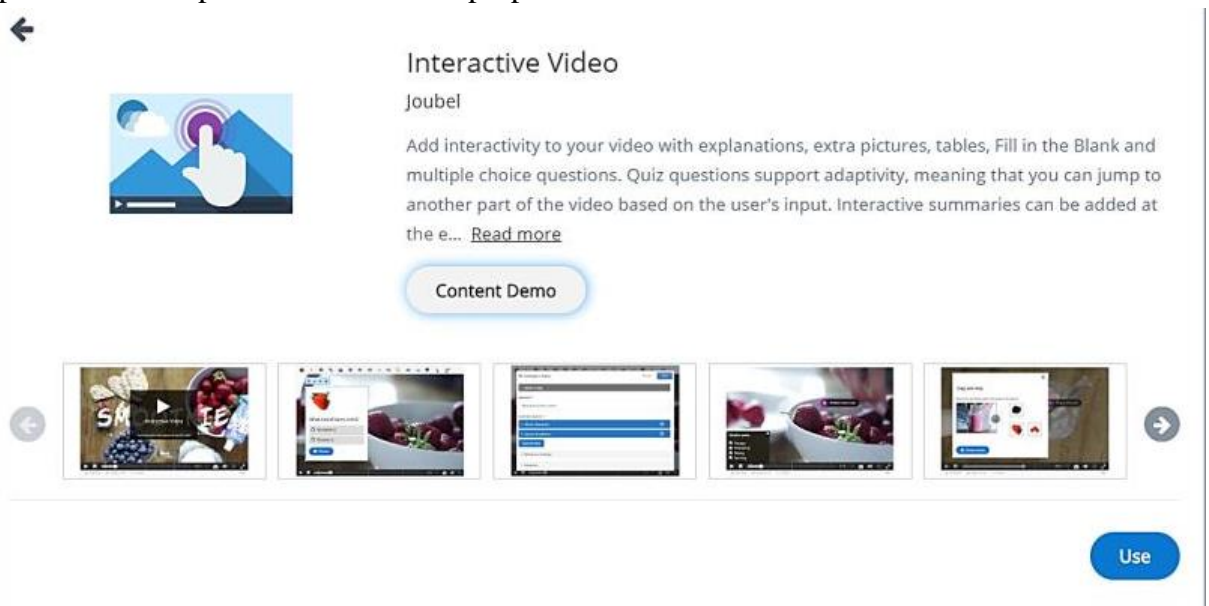 Interactive Video
Joubel
Add interactivity to your video with explanations, extra pictures, tables, Fill in the Blank and
multiple choice questions. Quiz questions support adaptivity, meaning that you can jump to
another part of the video based on the user's input. Interactive summaries can be added at
the e... Read more
Content Demo
Use